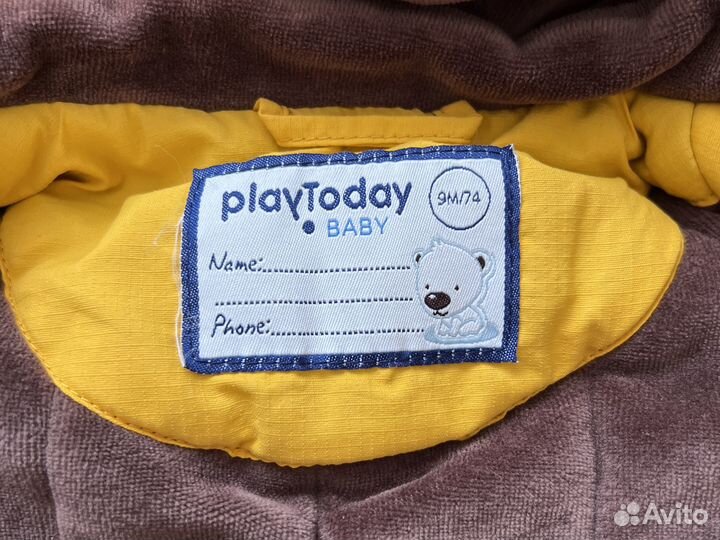 playToday
BABY
9M/74
Name:
Phone:
Avito